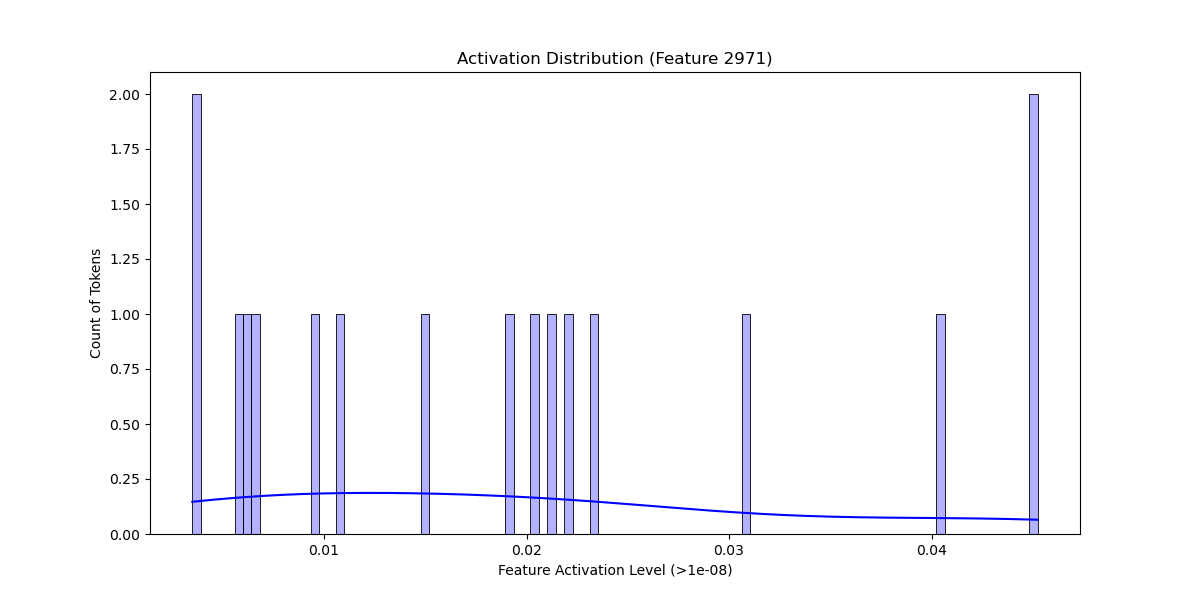 Activation Distribution (Feature 2971)
Count of Tokens
2.00
1.75
1.50
1.25
1.00
0.75
0.50
0.25
0.00
0.01 0.02 0.03 0.04
Feature Activation Level (>1e-08)